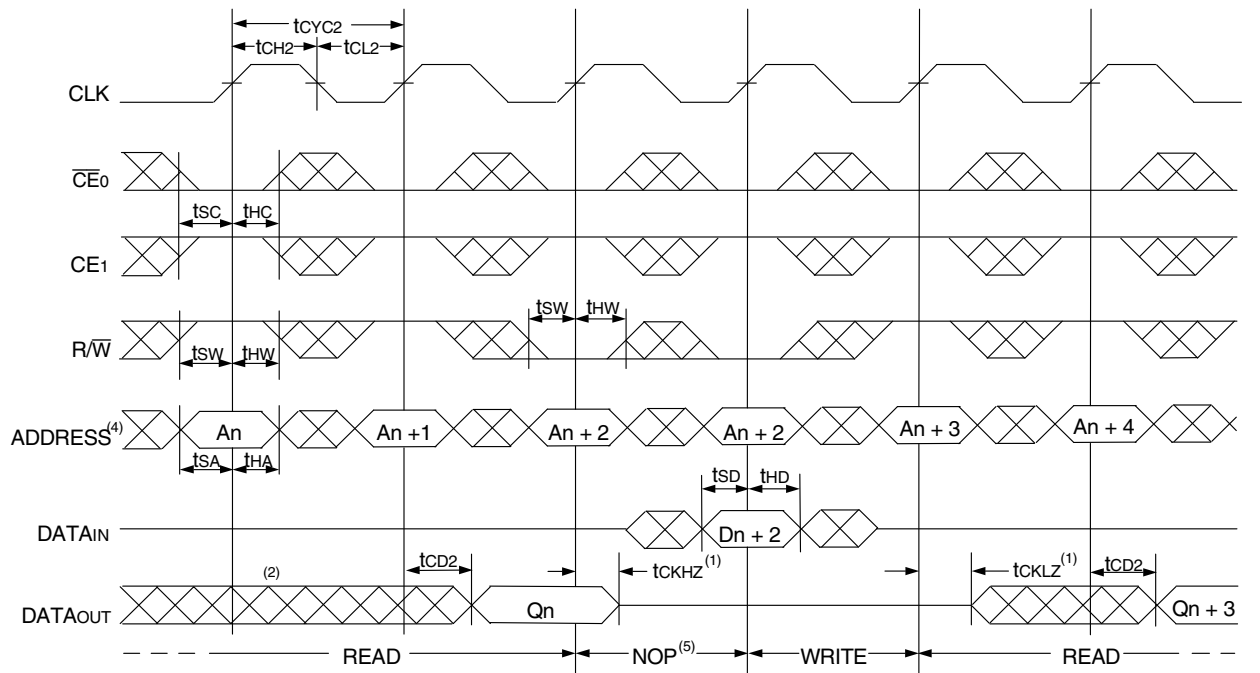 tCYC2
tCH2 tCL2
CLK
CE0
tSC tHC
CE1
tSW tHW
R/W
tSW tHW
ADDRESS(4) An An +1 An + 2 An + 2 An + 3 An + 4
tSA tHA
tSD tHD
DATAIN Dn + 2
(2) tCD2 tCKHZ(1) tCKLZ(1) tCD2
DATAOUT Qn Qn + 3
READ NOP(5) WRITE READ